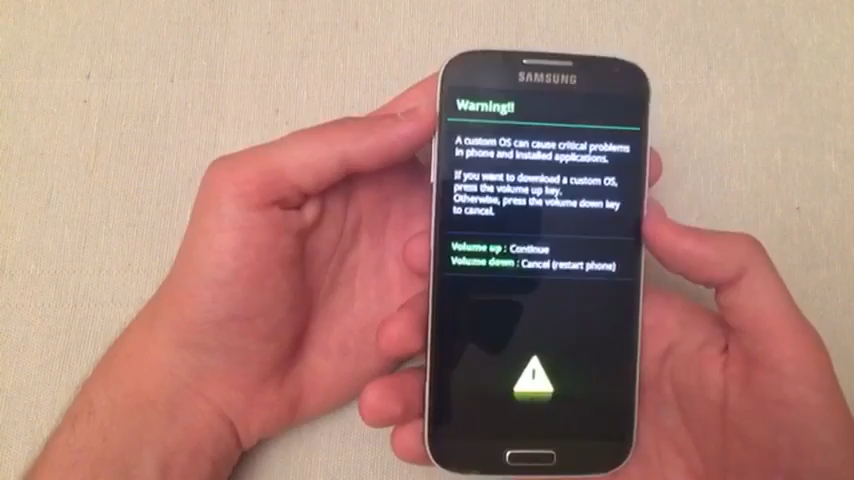 SAMSUNG
Warning!!
A custom OS can cause critical problems
in phone and installed applications.
If you want to download a custom OS,
press the volume up key.
Otherwise, press the volume down key
to cancel.
Volume up : Continue
Volume down : Cancel (restart phone)